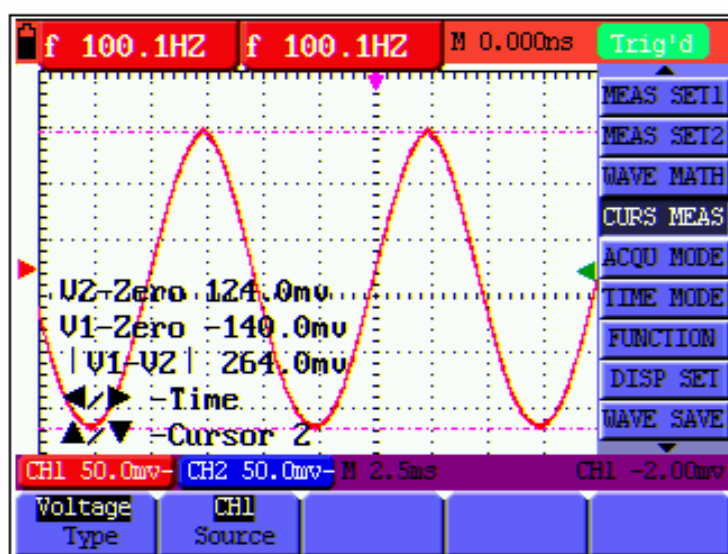 f 100.1HZ f 100.1HZ M 0.000ns Trig'd
MEAS SET1
MEAS SET2
WAVE MATH
CURS MEAS
ACQU MODE
TIME MODE
FUNCTION
DISP SET
WAVE SAVE
V2-Zero 124.0mv
V1-Zero -140.0mv
|V1-V2| 264.0mv
◀/▶ -Time
▲/▼ -Cursor 2
CH1 50.0mv- CH2 50.0mv- M 2.5ms CH1 -2.00mv
Voltage CH1
Type Source